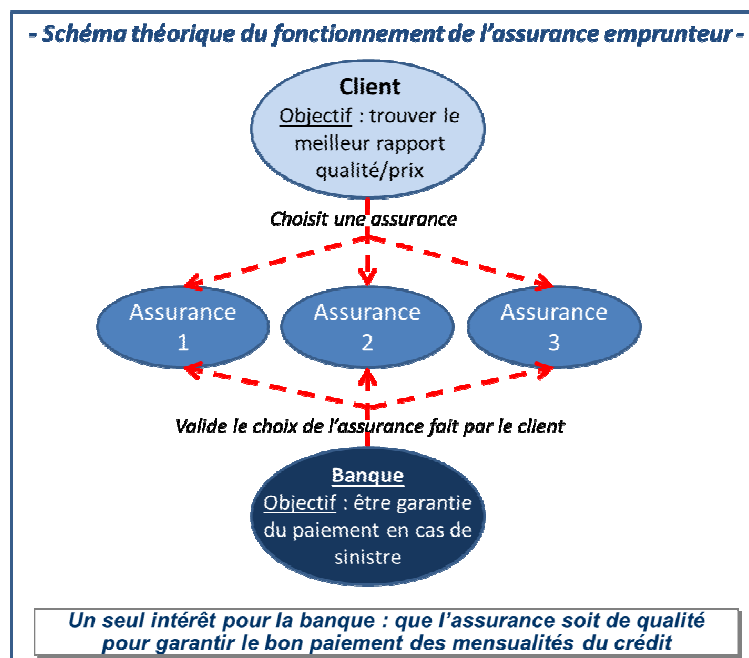 - Schéma théorique du fonctionnement de l'assurance emprunteur -
Client
Objectif : trouver le
meilleur rapport
qualité/prix
Choisit une assurance
Assurance
1
Assurance
2
Assurance
3
Valide le choix de l'assurance fait par le client
Banque
Objectif : être garantie
du paiement en cas de
sinistre
Un seul intérêt pour la banque : que l'assurance soit de qualité
pour garantir le bon paiement des mensualités du crédit